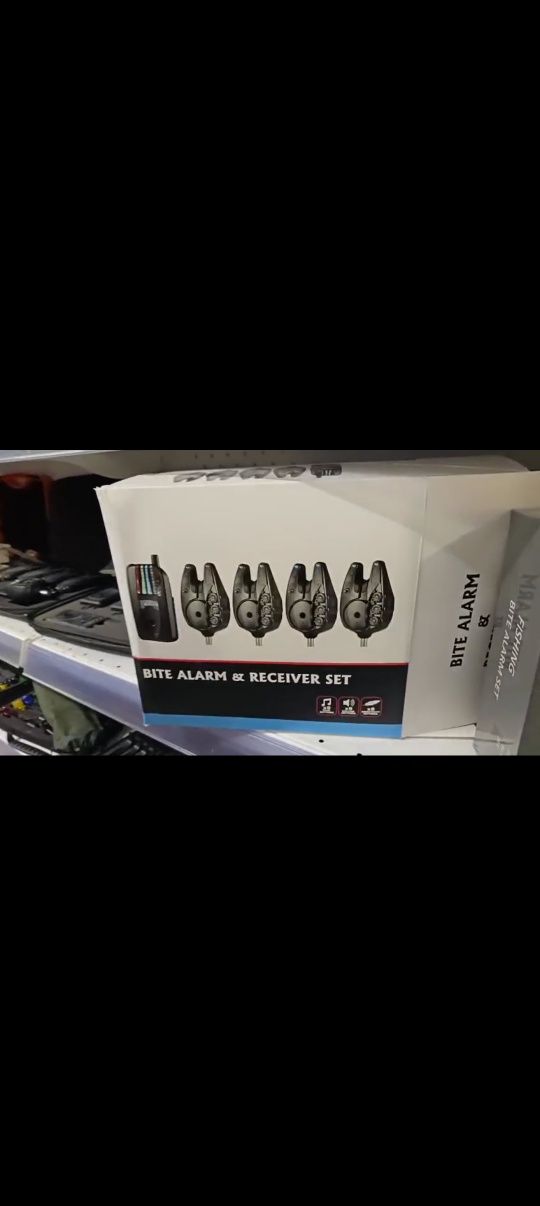 BITE ALARM & RECEIVER SET
BITE ALARM
&
FISHING
BITE ALARM SET